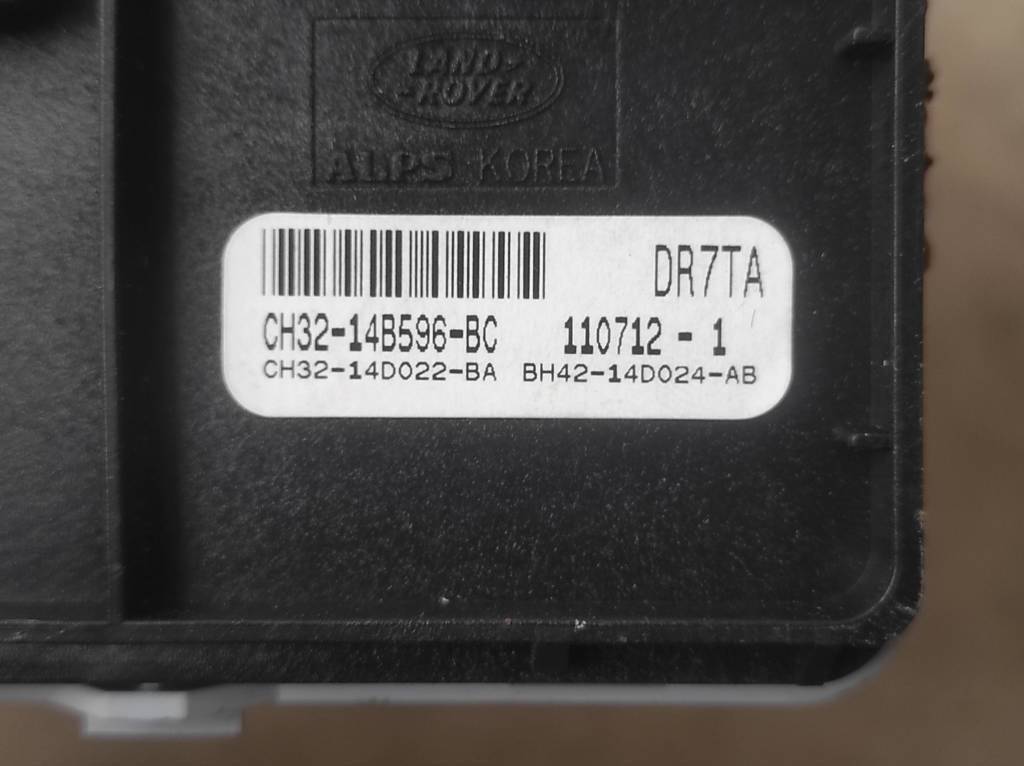 LAND-
-ROVER
ALPS KOREA
DR7TA
CH32-14B596-BC 110712 - 1
CH32-14D022-BA BH42-14D024-AB